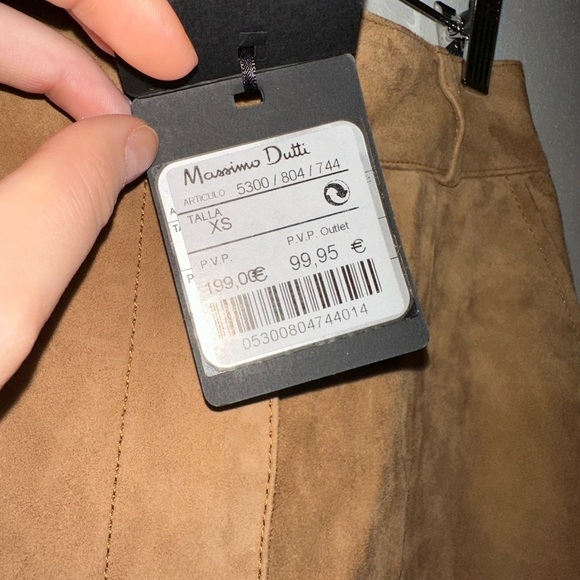 Massimo Dutti
ARTICULO 5300 / 804 / 744
TALLA
XS
P.V.P. P.V.P. Outlet
199,00€ 99,95 €
05300804744014